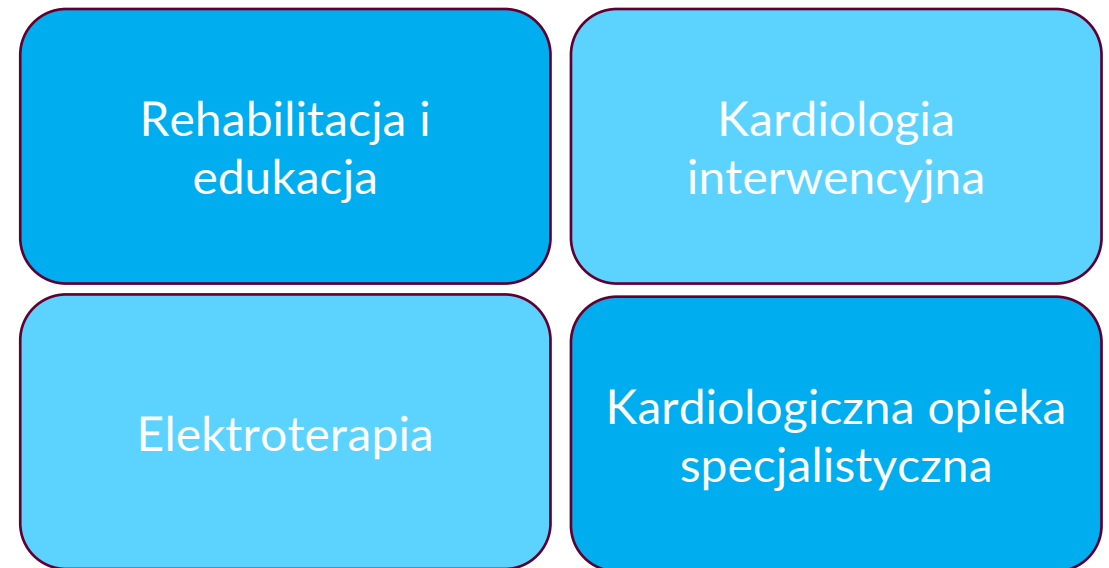 Rehabilitacja i
edukacja
Kardiologia
interwencyjna
Elektroterapia
Kardiologiczna opieka
specjalistyczna